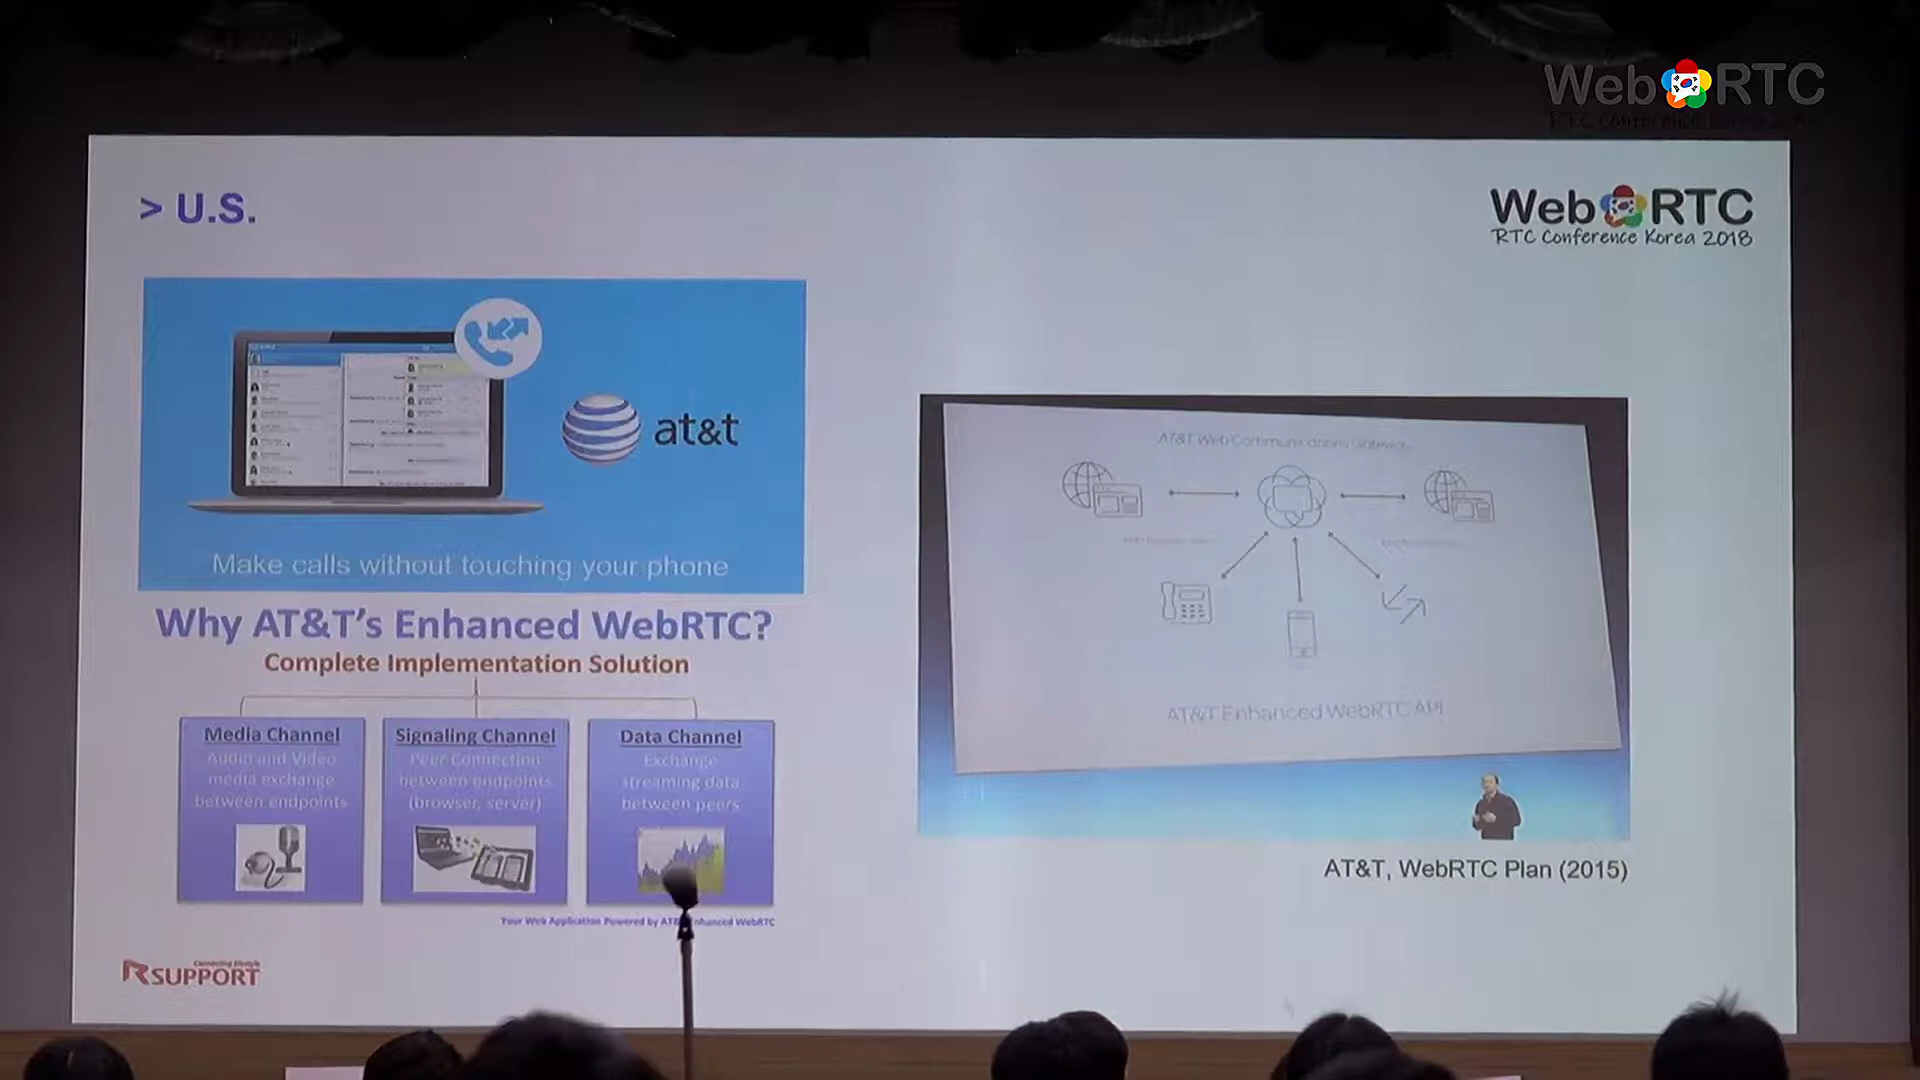 Web RTC
RTC Conference Korea
> U.S.
Web RTC
RTC Conference Korea 2018
at&t
Make calls without touching your phone
Why AT&T's Enhanced WebRTC?
Complete Implementation Solution
Media Channel
Audio and Video
media exchange
between endpoints
Signaling Channel
Peer Connection
between endpoints
(browser, server)
Data Channel
Exchange
streaming data
between peers
Your Web Application Powered by AT& Enhanced WebRTC
AT&T Web Communications Gateway
AT&T Enhanced WebRTC API
AT&T, WebRTC Plan (2015)
Connecting lifestyle
RSUPPORT